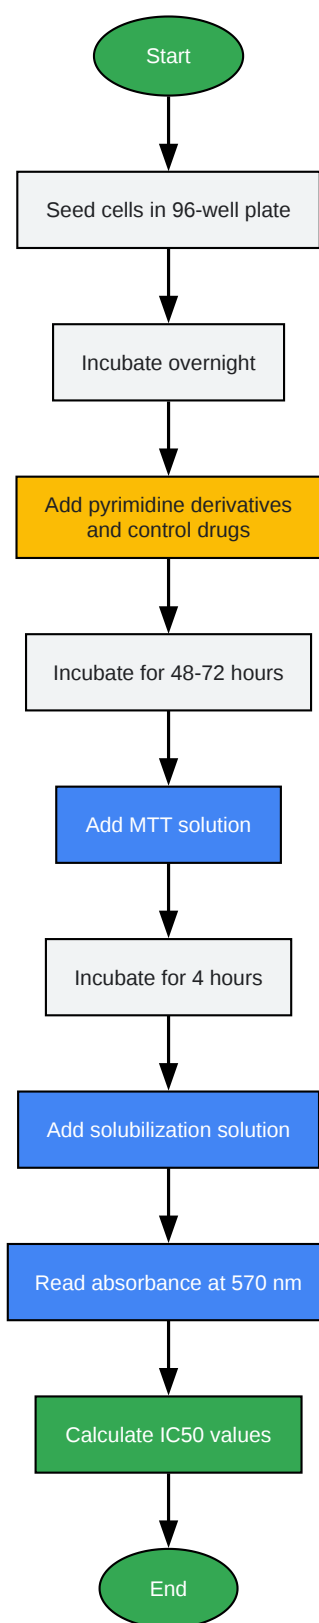 Start
Seed cells in 96-well plate
Incubate overnight
Add pyrimidine derivatives
and control drugs
Incubate for 48-72 hours
Add MTT solution
Incubate for 4 hours
Add solubilization solution
Read absorbance at 570 nm
Calculate IC50 values
End